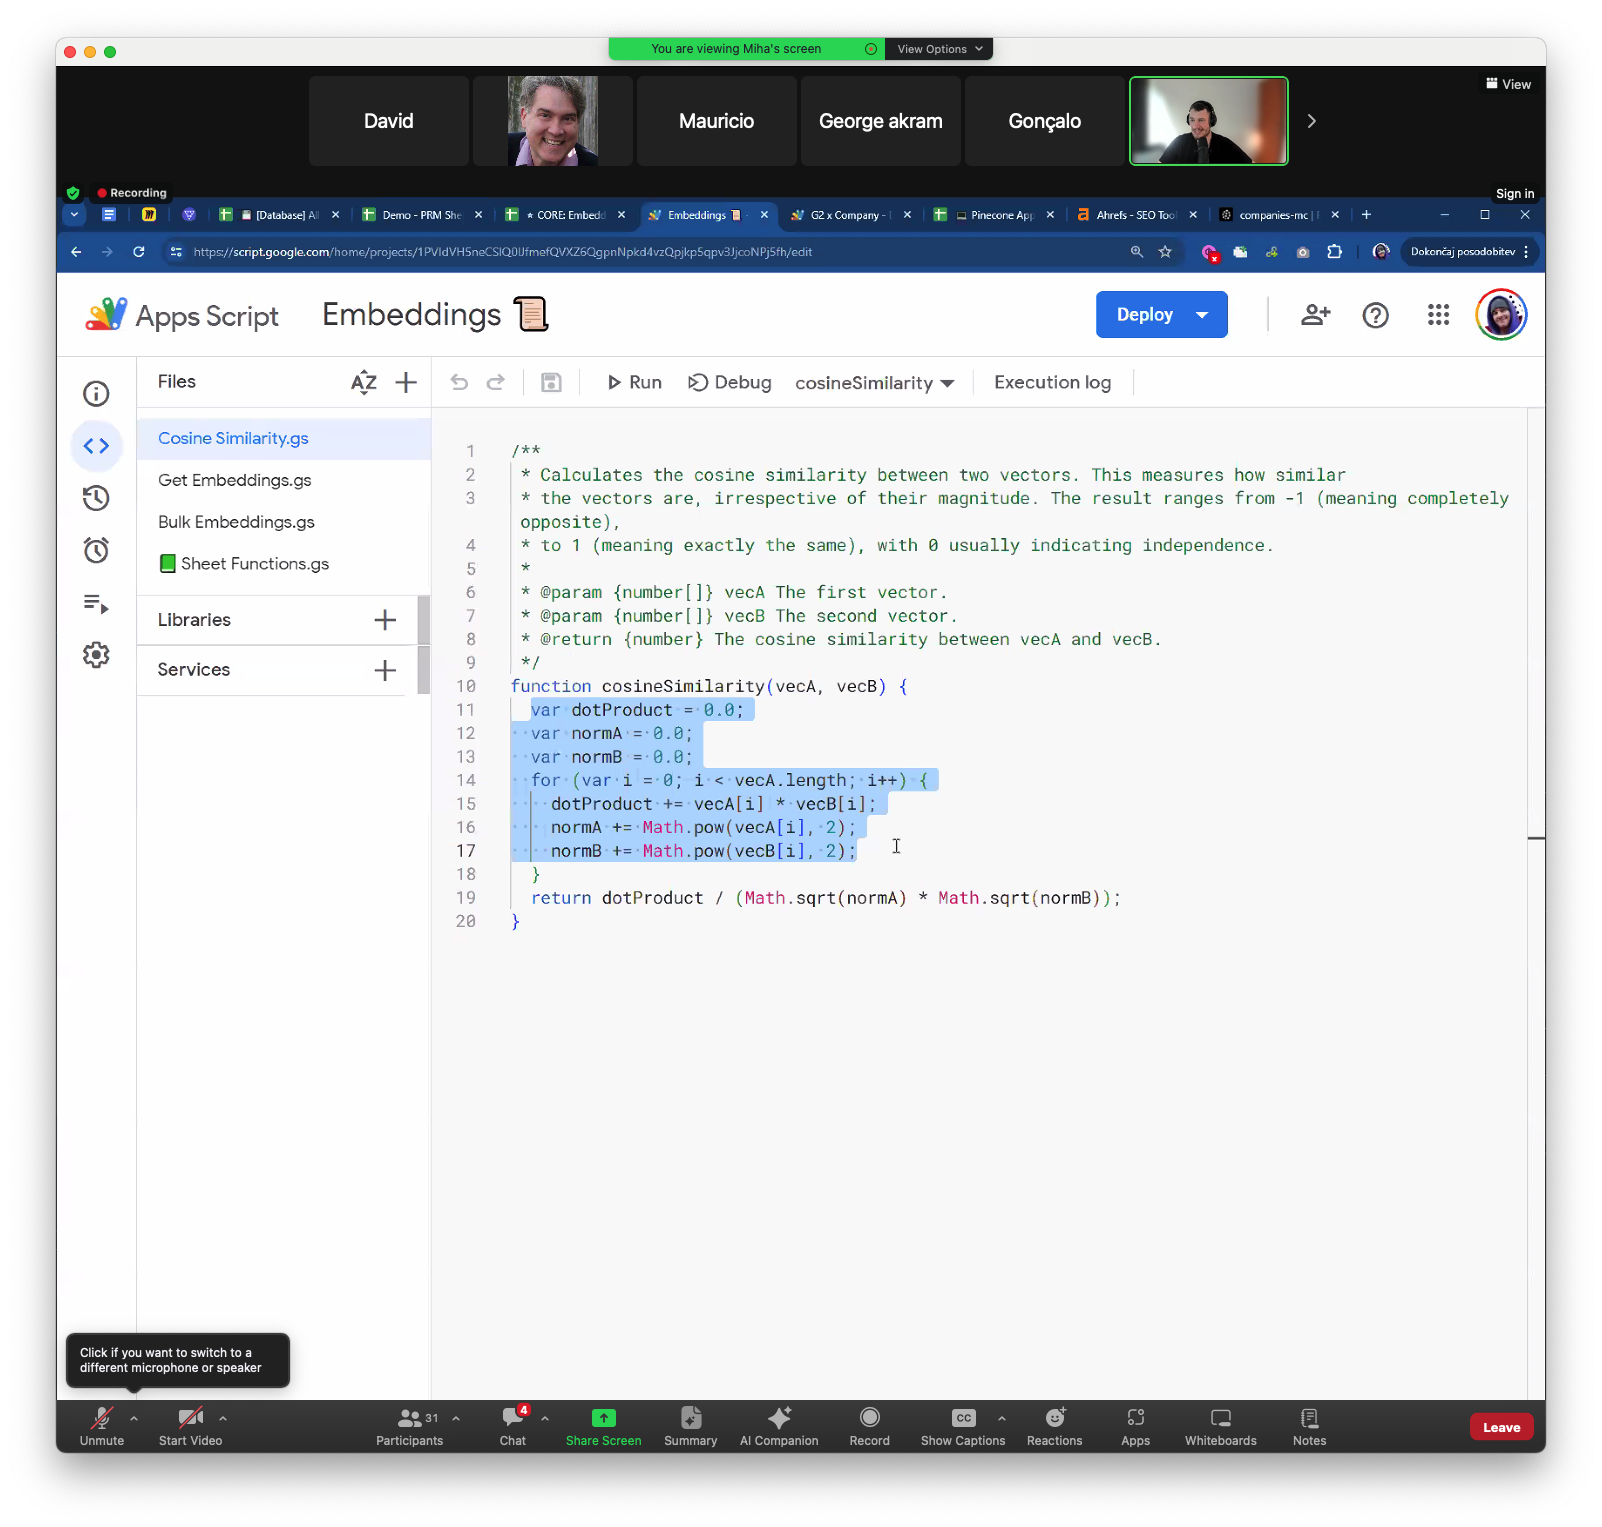 You are viewing Miha's screen
View Options
David
Mauricio
George akram
Gonçalo
View
Recording
Sign in
[Database] Al
Demo - PRM She
CORE: Embedd
Embeddings
G2 x Company -
Pinecone App
Ahrefs - SEO Tool
companies-mc |
script.google.com/home/projects/
/edit
Dokončaj posodobitev
Apps Script
Embeddings
Deploy
Files
AZ
Run
Debug
cosineSimilarity
Execution log
Cosine Similarity.gs
Get Embeddings.gs
Bulk Embeddings.gs
Sheet Functions.gs
Libraries
Services
1 /**
2 * Calculates the cosine similarity between two vectors. This measures how similar
3 * the vectors are, irrespective of their magnitude. The result ranges from -1 (meaning completely
opposite),
4 * to 1 (meaning exactly the same), with 0 usually indicating independence.
5 *
6 * @param {number[]} vecA The first vector.
7 * @param {number[]} vecB The second vector.
8 * @return {number} The cosine similarity between vecA and vecB.
9 */
10 function cosineSimilarity(vecA, vecB) {
11 var dotProduct = 0.0;
12 var normA = 0.0;
13 var normB = 0.0;
14 for (var i = 0; i < vecA.length; i++) {
15 dotProduct += vecA[i] * vecB[i];
16 normA += Math.pow(vecA[i], 2);
17 normB += Math.pow(vecB[i], 2);
18 }
19 return dotProduct / (Math.sqrt(normA) * Math.sqrt(normB));
20 }
Click if you want to switch to a
different microphone or speaker
Unmute
Start Video
31
Participants
4
Chat
Share Screen
Summary
AI Companion
Record
CC
Show Captions
Reactions
Apps
Whiteboards
Notes
Leave